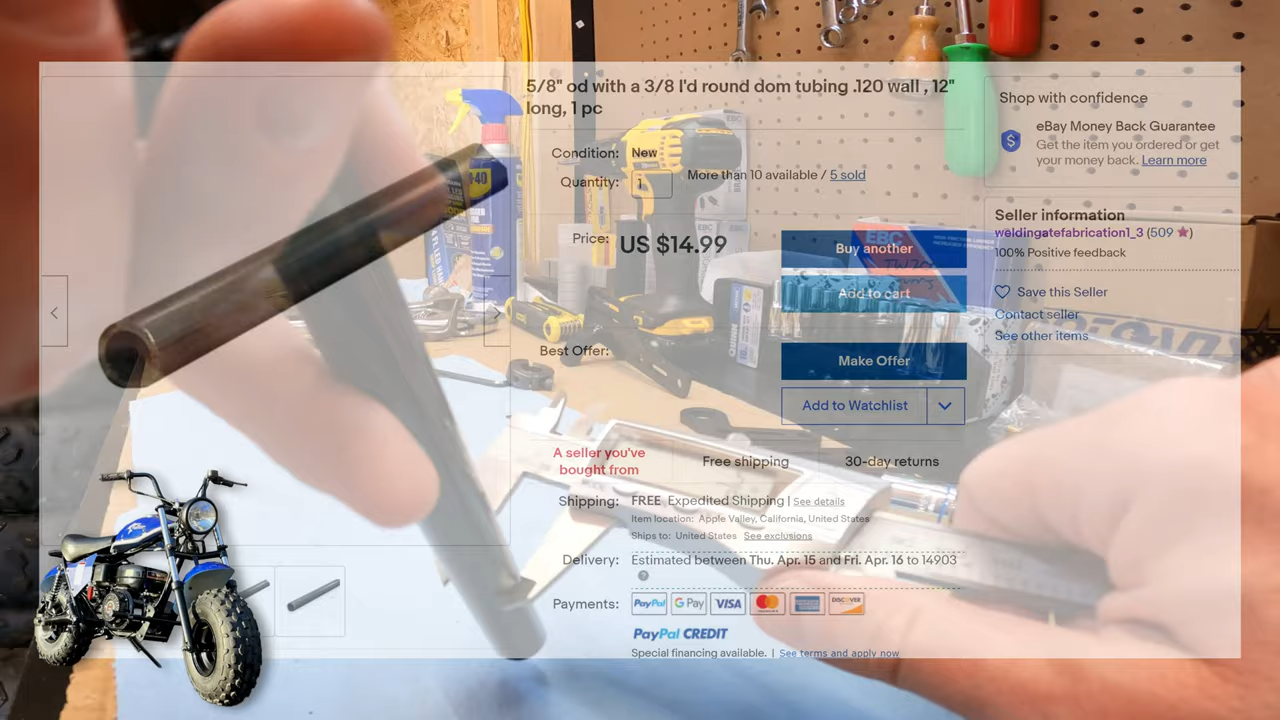 5/8" od with a 3/8 I'd round dom tubing .120 wall , 12"
long, 1 pc
Condition: New
Quantity: 1 More than 10 available / 5 sold
Price: US $14.99
Buy another
Add to cart
Best Offer:
Make Offer
Add to Watchlist
A seller you've
bought from
Free shipping
30-day returns
Shipping: FREE Expedited Shipping | See details
Item location: Apple Valley, California, United States
Ships to: United States See exclusions
Delivery: Estimated between Thu. Apr. 15 and Fri. Apr. 16 to 14903
?
Payments: PayPal G Pay VISA mastercard DISCOVER
PayPal CREDIT
Special financing available. | See terms and apply now
Shop with confidence
eBay Money Back Guarantee
Get the item you ordered or get
your money back. Learn more
Seller information
weldingatefabrication1_3 (509)
100% Positive feedback
Save this Seller
Contact seller
See other items
EBC
EBC